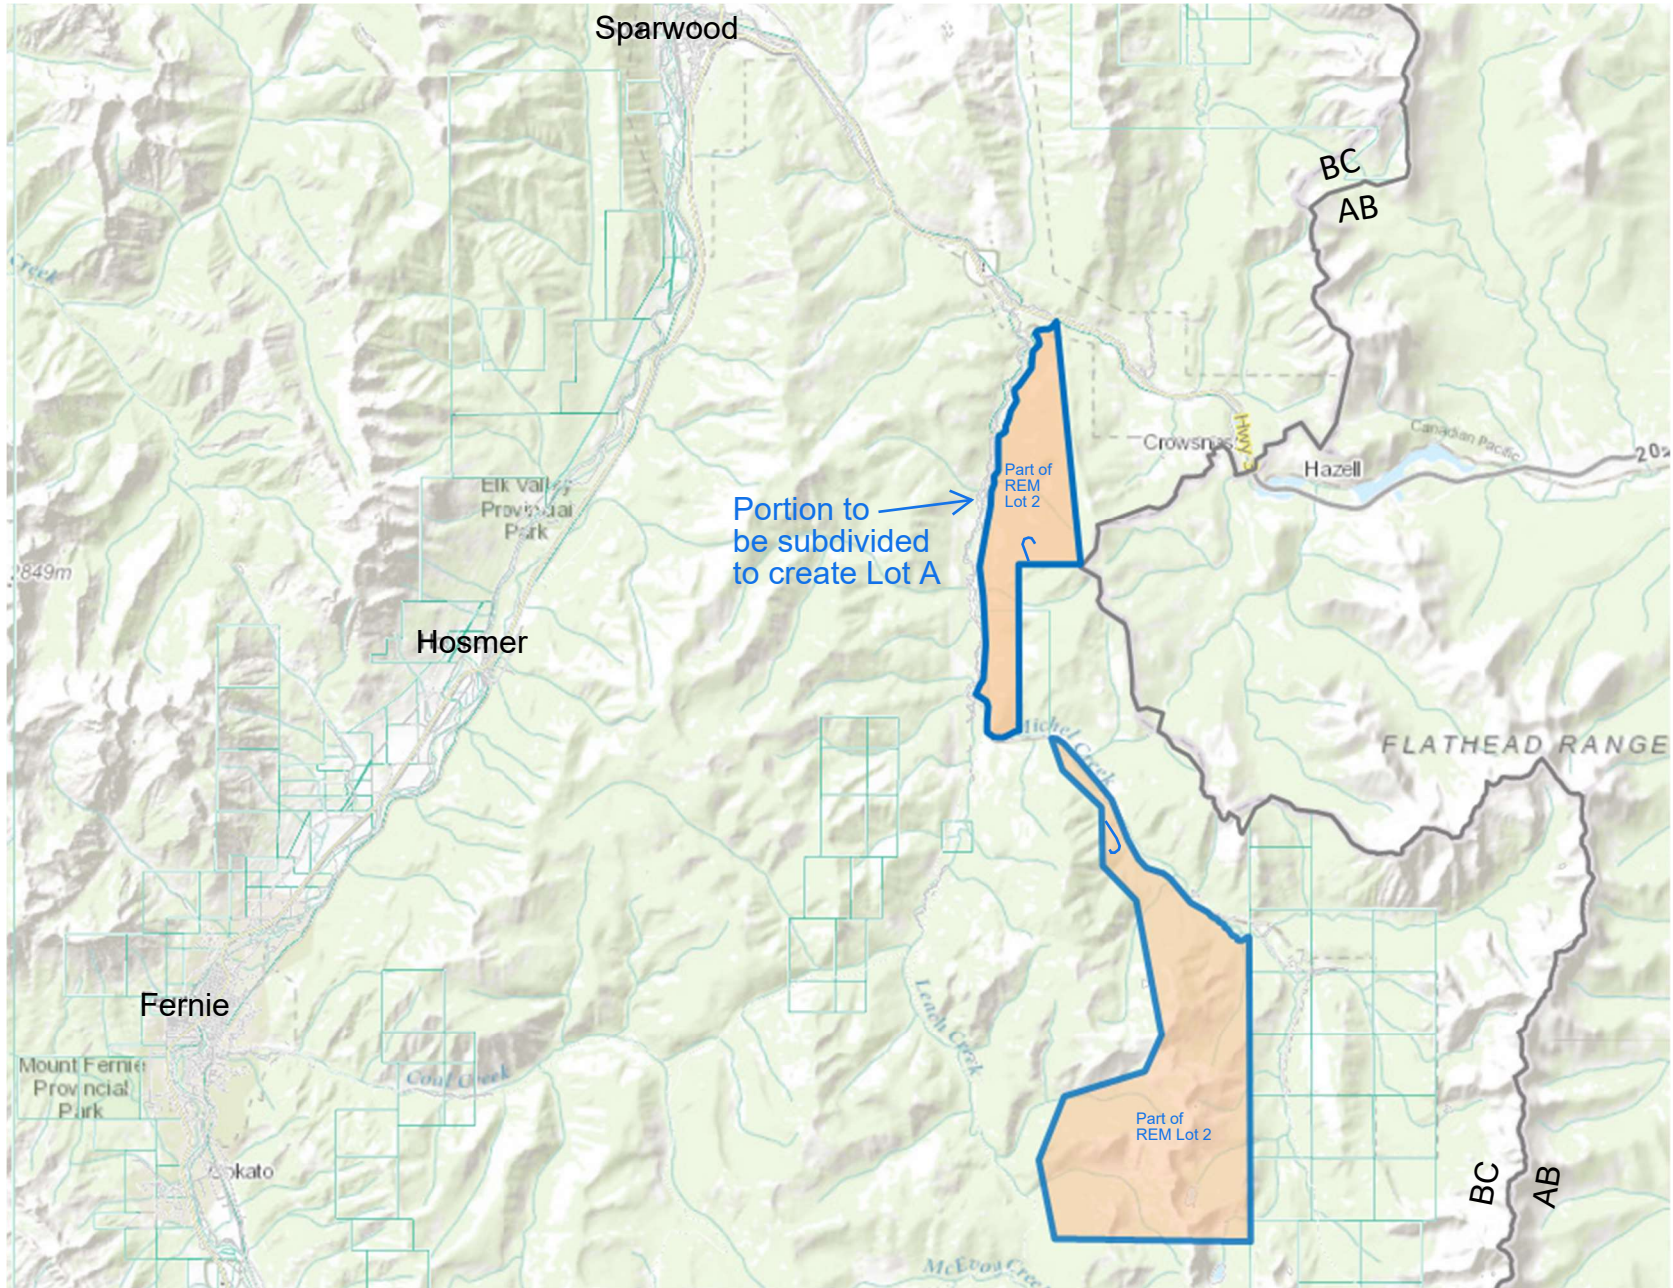 Sparwood
BC
AB
Creek
Crowsnest
Hwy 3
Canadian Pacific
Hazell
Elk Valley
Provincial
Park
Part of
REM
Lot 2
Portion to
be subdivided
to create Lot A
2849m
Hosmer
Michel Creek
FLATHEAD RANGE
Fernie
Leach Creek
Mount Fernie
Provincial
Park
Coal Creek
Part of
REM Lot 2
BC
AB
McEvoy Creek